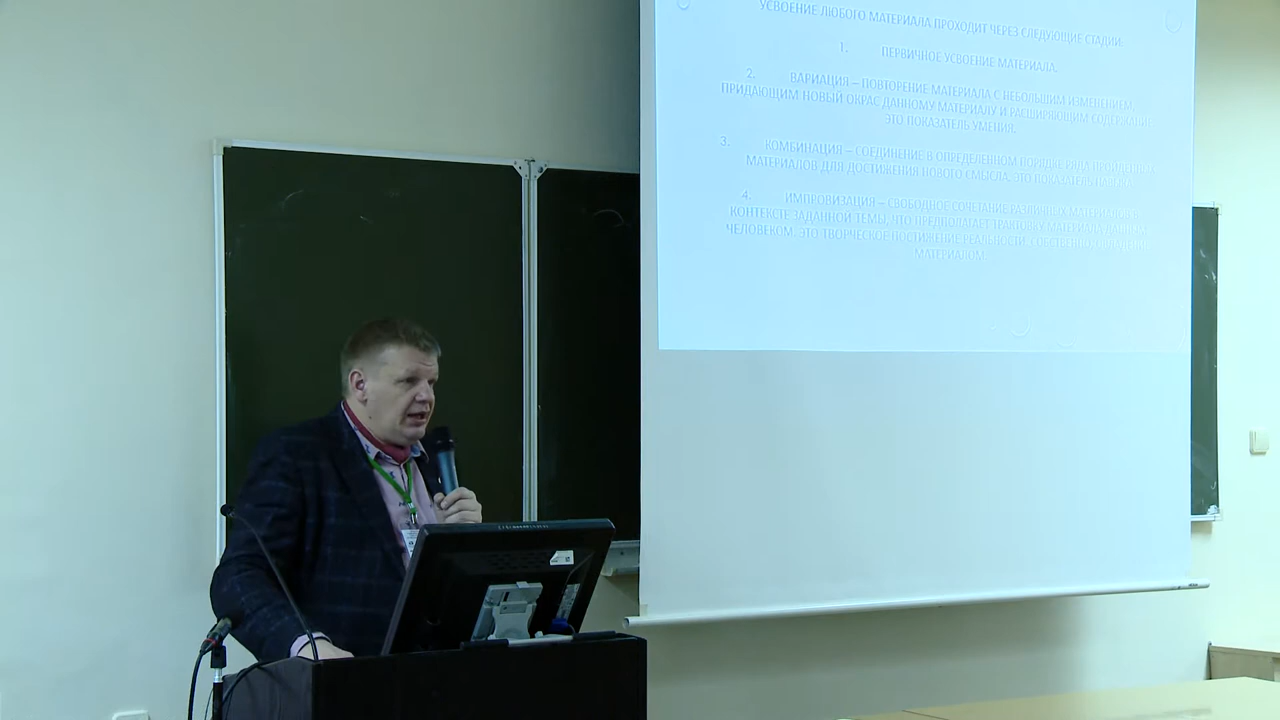 УСВОЕНИЕ ЛЮБОГО МАТЕРИАЛА ПРОХОДИТ ЧЕРЕЗ СЛЕДУЮЩИЕ СТАДИИ:
1. ПЕРВИЧНОЕ УСВОЕНИЕ МАТЕРИАЛА.
2. ВАРИАЦИЯ – ПОВТОРЕНИЕ МАТЕРИАЛА С НЕБОЛЬШИМ ИЗМЕНЕНИЕМ,
ПРИДАЮЩИМ НОВЫЙ ОКРАС ДАННОМУ МАТЕРИАЛУ И РАСШИРЯЮЩИМ СОДЕРЖАНИЕ
ЭТО ПОКАЗАТЕЛЬ УМЕНИЯ.
3. КОМБИНАЦИЯ – СОЕДИНЕНИЕ В ОПРЕДЕЛЕННОМ ПОРЯДКЕ РЯДА ПРОЙДЕННЫХ
МАТЕРИАЛОВ ДЛЯ ДОСТИЖЕНИЯ НОВОГО СМЫСЛА. ЭТО ПОКАЗАТЕЛЬ
4. ИМПРОВИЗАЦИЯ – СВОБОДНОЕ СОЧЕТАНИЕ РАЗЛИЧНЫХ МАТЕРИАЛОВ В
КОНТЕКСТЕ ЗАДАННОЙ ТЕМЫ, ЧТО ПРЕДПОЛАГАЕТ ТРАКТОВКУ МАТЕРИАЛА ДАННЫМ
ЧЕЛОВЕКОМ. ЭТО ТВОРЧЕСКОЕ ПОСТИЖЕНИЕ РЕАЛЬНОСТИ,
МАТЕРИАЛОМ.